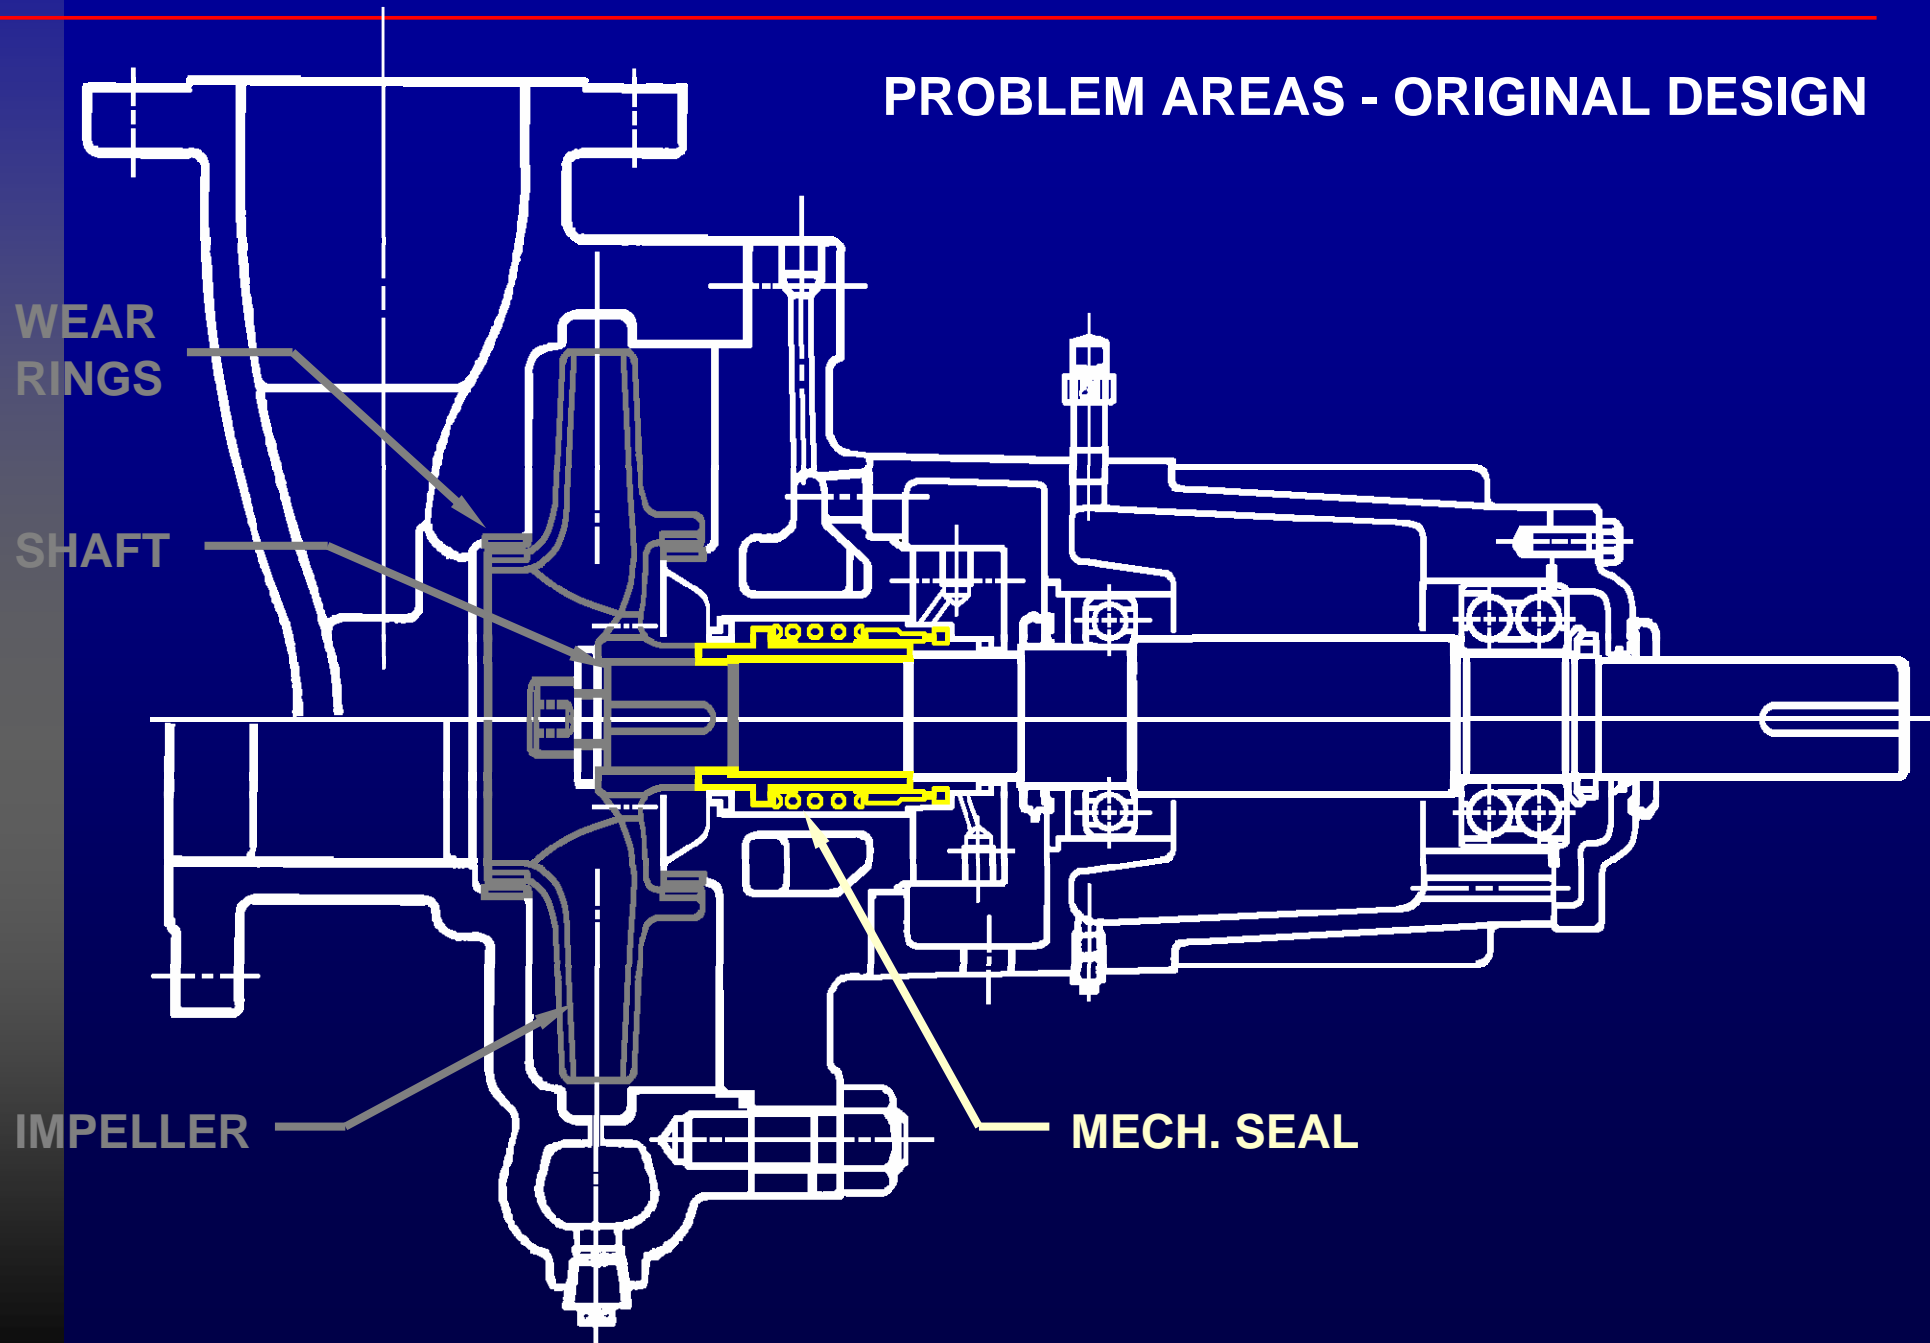 PROBLEM AREAS - ORIGINAL DESIGN
WEAR
RINGS
SHAFT
IMPELLER
MECH. SEAL